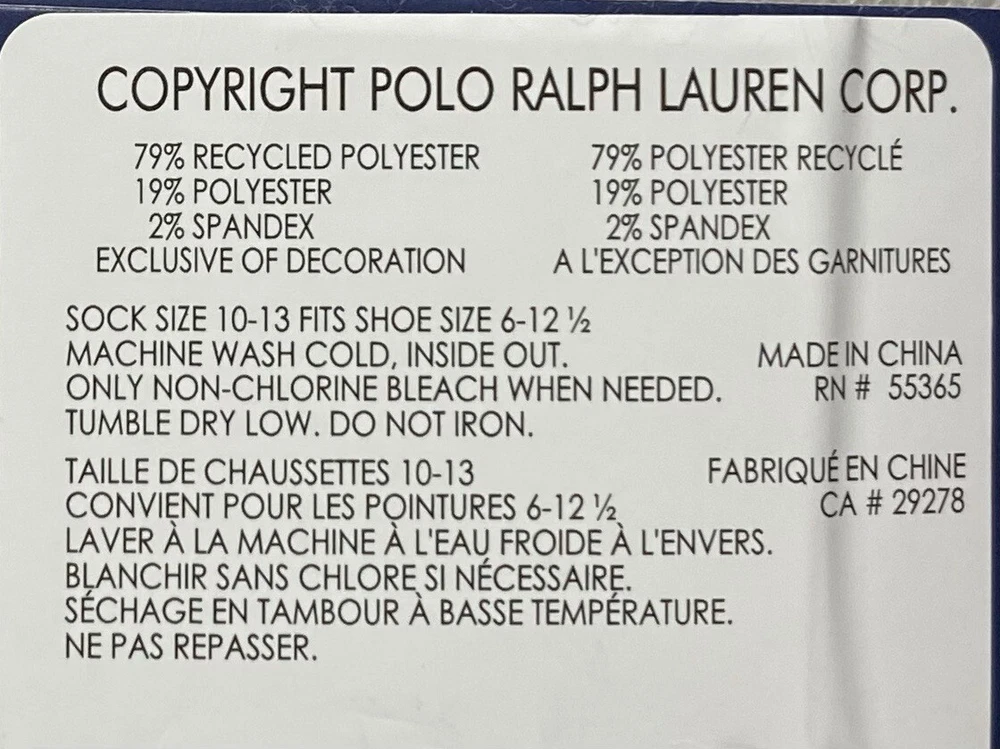 COPYRIGHT POLO RALPH LAUREN CORP.
79% RECYCLED POLYESTER
19% POLYESTER
2% SPANDEX
EXCLUSIVE OF DECORATION
79% POLYESTER RECYCLÉ
19% POLYESTER
2% SPANDEX
A L'EXCEPTION DES GARNITURES
SOCK SIZE 10-13 FITS SHOE SIZE 6-12 ½
MACHINE WASH COLD, INSIDE OUT.
ONLY NON-CHLORINE BLEACH WHEN NEEDED.
TUMBLE DRY LOW. DO NOT IRON.
MADE IN CHINA
RN # 55365
TAILLE DE CHAUSSETTES 10-13
CONVIENT POUR LES POINTURES 6-12 ½
LAVER À LA MACHINE À L'EAU FROIDE À L'ENVERS.
BLANCHIR SANS CHLORE SI NÉCESSAIRE.
SÉCHAGE EN TAMBOUR À BASSE TEMPÉRATURE.
NE PAS REPASSER.
FABRIQUÉ EN CHINE
CA # 29278